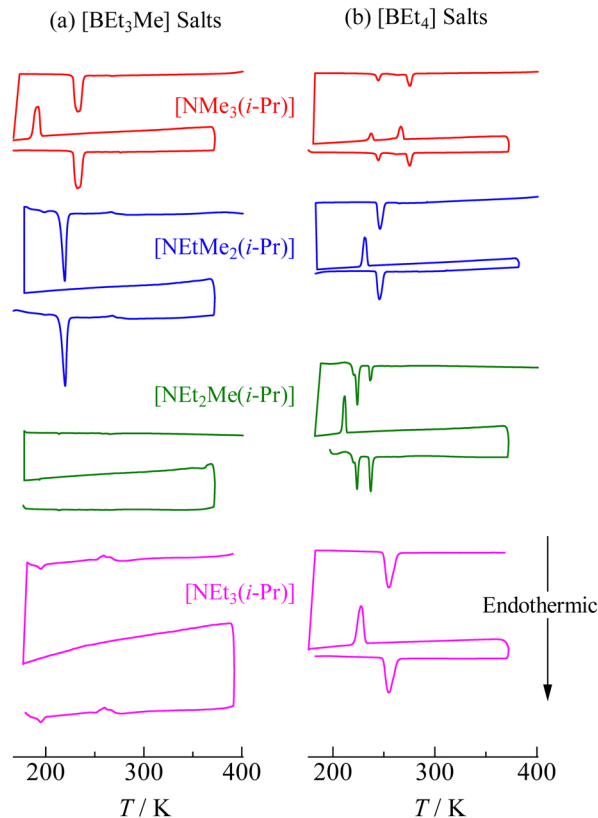 (a) [BEt₃Me] Salts
(b) [BEt₄] Salts
[NMe₃(i-Pr)]
[NEtMe₂(i-Pr)]
[NEt₂Me(i-Pr)]
[NEt₃(i-Pr)]
Endothermic
200 300 400
200 300 400
T / K
T / K